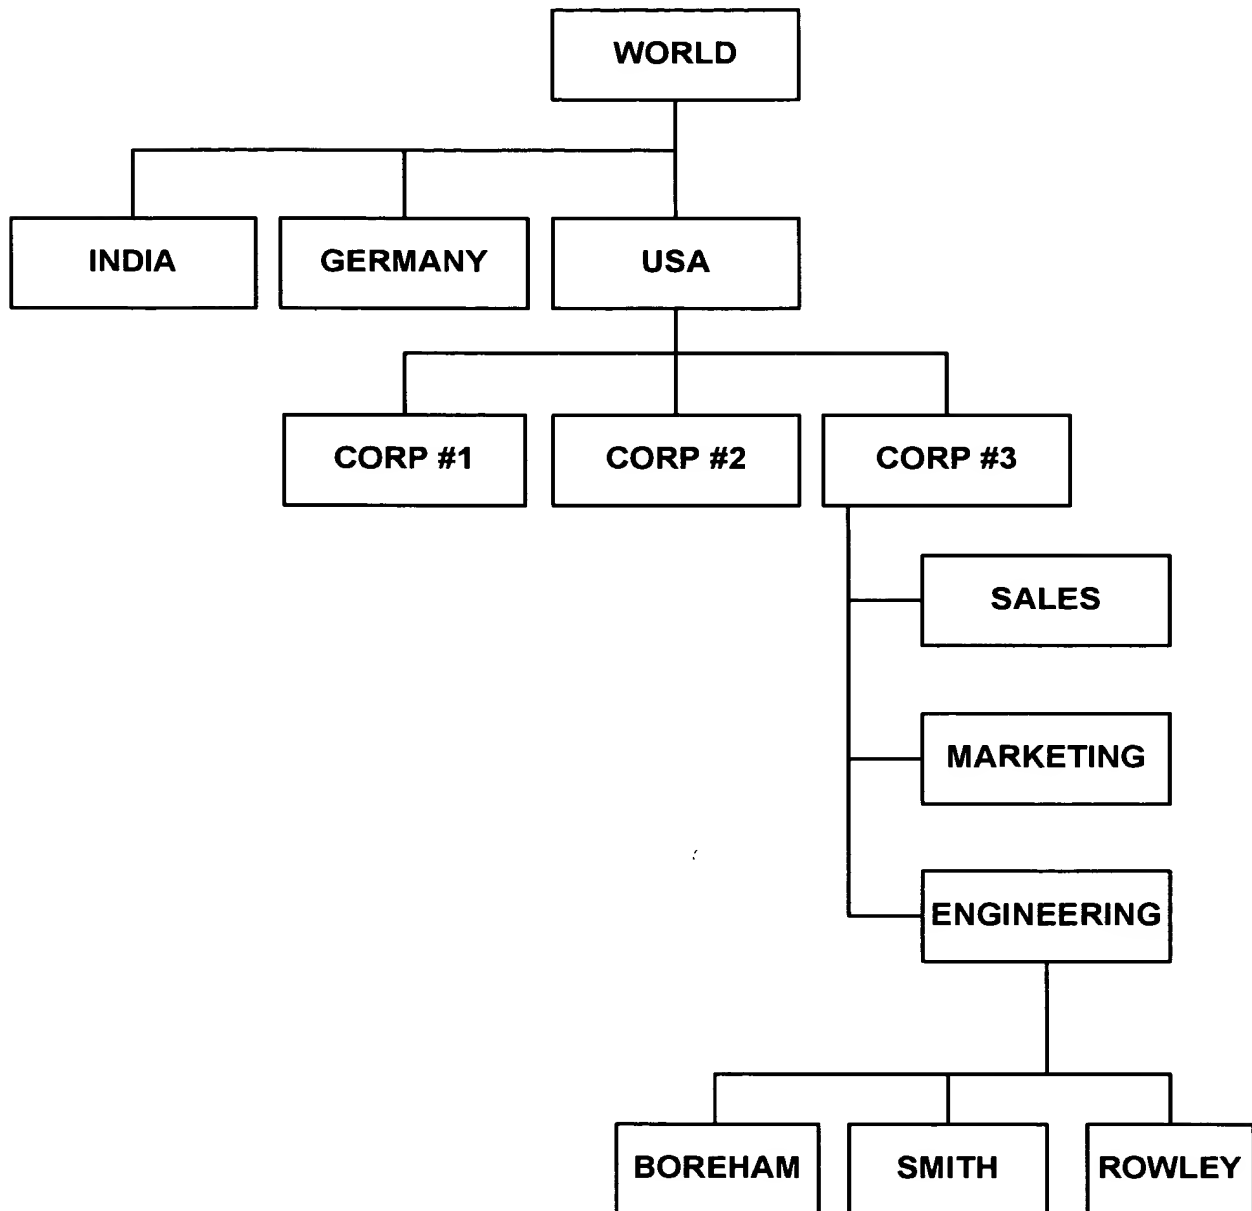 WORLD
INDIA
GERMANY
USA
CORP #1
CORP #2
CORP #3
SALES
MARKETING
ENGINEERING
BOREHAM
SMITH
ROWLEY